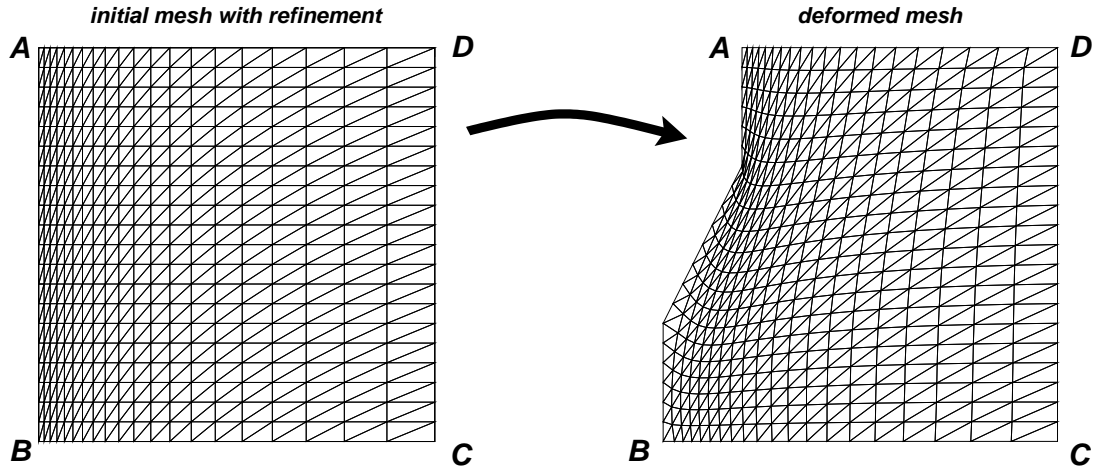 initial mesh with refinement
deformed mesh
A
D
A
D
B
C
B
C